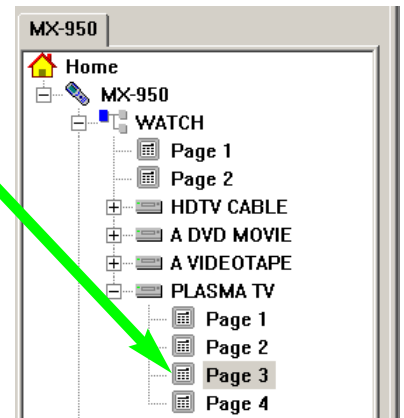 MX-950
Home
MX-950
WATCH
Page 1
Page 2
HDTV CABLE
A DVD MOVIE
A VIDEOTAPE
PLASMA TV
Page 1
Page 2
Page 3
Page 4